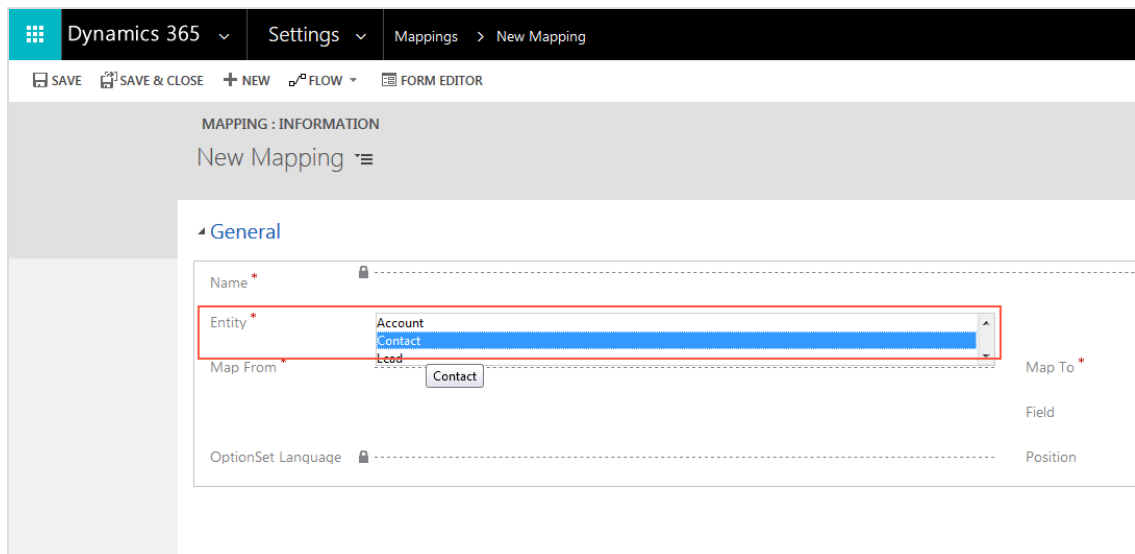 Dynamics 365 Settings Mappings > New Mapping
SAVE SAVE & CLOSE NEW FLOW FORM EDITOR
MAPPING : INFORMATION
New Mapping
General
Name *
Entity * Account
Contact
Lead
Map From * Map To *
Contact
Field
OptionSet Language Position